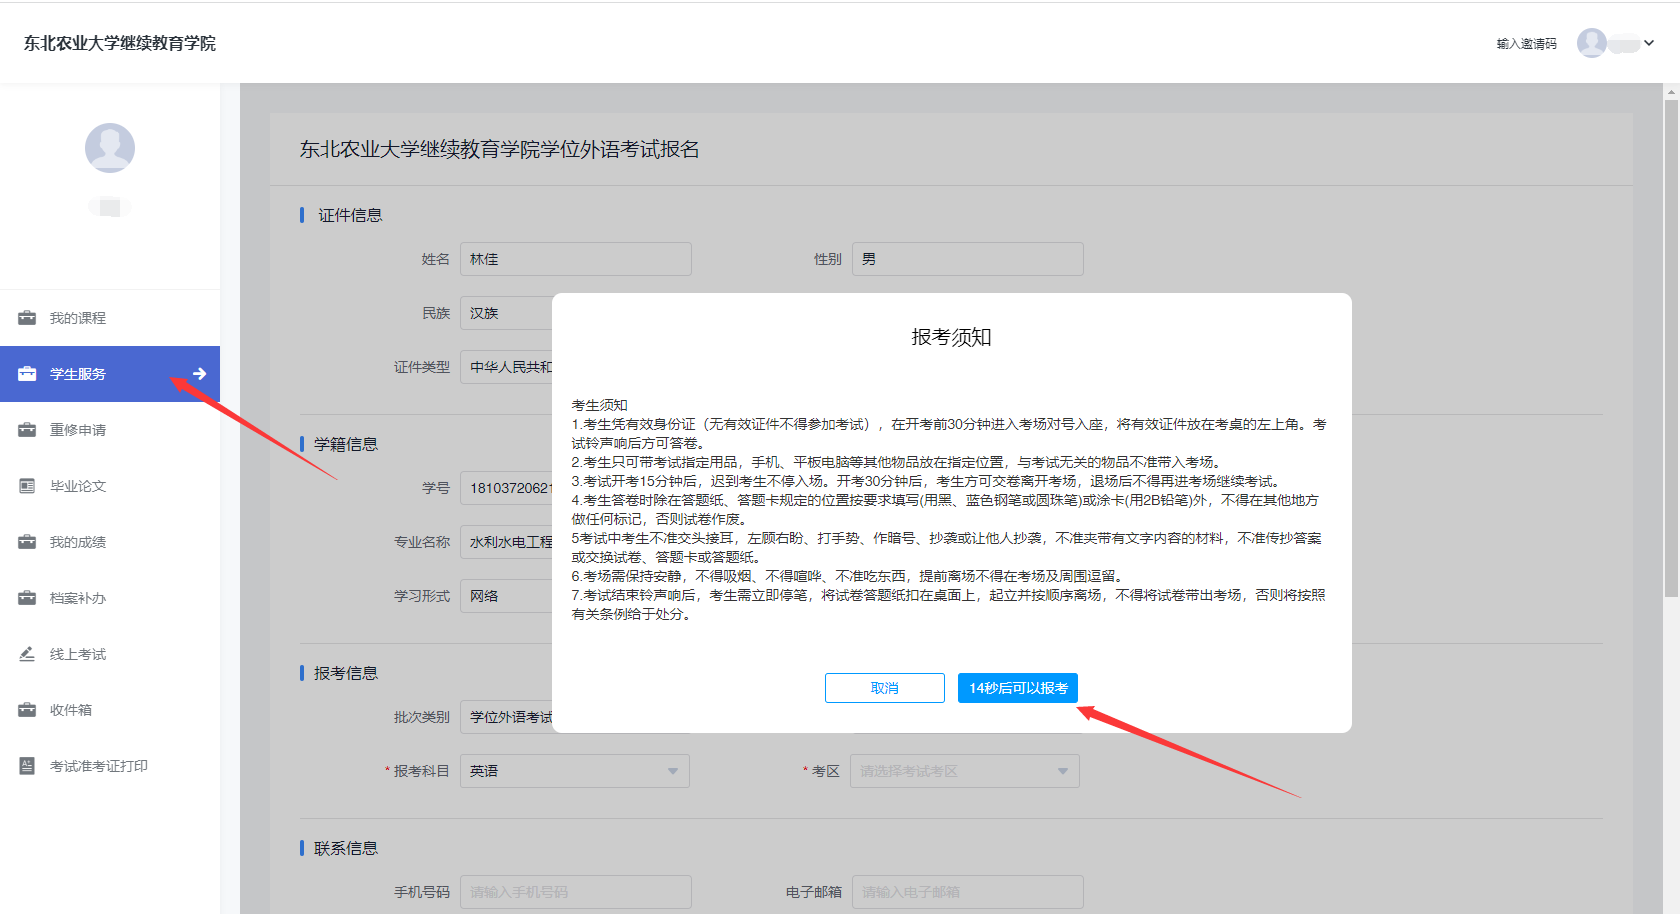 东北农业大学继续教育学院
输入邀请码
我的课程
学生服务
重修申请
毕业论文
我的成绩
档案补办
线上考试
收件箱
考试准考证打印
东北农业大学继续教育学院学位外语考试报名
证件信息
姓名 林佳 性别 男
民族 汉族
证件类型 中华人民共和
学籍信息
学号 18103720621
专业名称 水利水电工程
学习形式 网络
报考信息
批次类别 学位外语考试
* 报考科目 英语 * 考区 请选择考试考区
联系信息
手机号码 请输入手机号码 电子邮箱 请输入电子邮箱
报考须知
考生须知
1.考生凭有效身份证（无有效证件不得参加考试），在开考前30分钟进入考场对号入座，将有效证件放在考桌的左上角。考
试铃声响后方可答卷。
2.考生只可带考试指定用品，手机、平板电脑等其他物品放在指定位置，与考试无关的物品不准带入考场。
3.考试开考15分钟后，迟到考生不停入场。开考30分钟后，考生方可交卷离开考场，退场后不得再进考场继续考试。
4.考生答卷时除在答题纸、答题卡规定的位置按要求填写(用黑、蓝色钢笔或圆珠笔)或涂卡(用2B铅笔)外，不得在其他地方
做任何标记，否则试卷作废。
5考试中考生不准交头接耳，左顾右盼、打手势、作暗号、抄袭或让他人抄袭，不准夹带有文字内容的材料，不准传抄答案
或交换试卷、答题卡或答题纸。
6.考场需保持安静，不得吸烟、不得喧哗、不准吃东西，提前离场不得在考场及周围逗留。
7.考试结束铃声响后，考生需立即停笔，将试卷答题纸扣在桌面上，起立并按顺序离场，不得将试卷带出考场，否则将按照
有关条例给于处分。
取消 14秒后可以报考